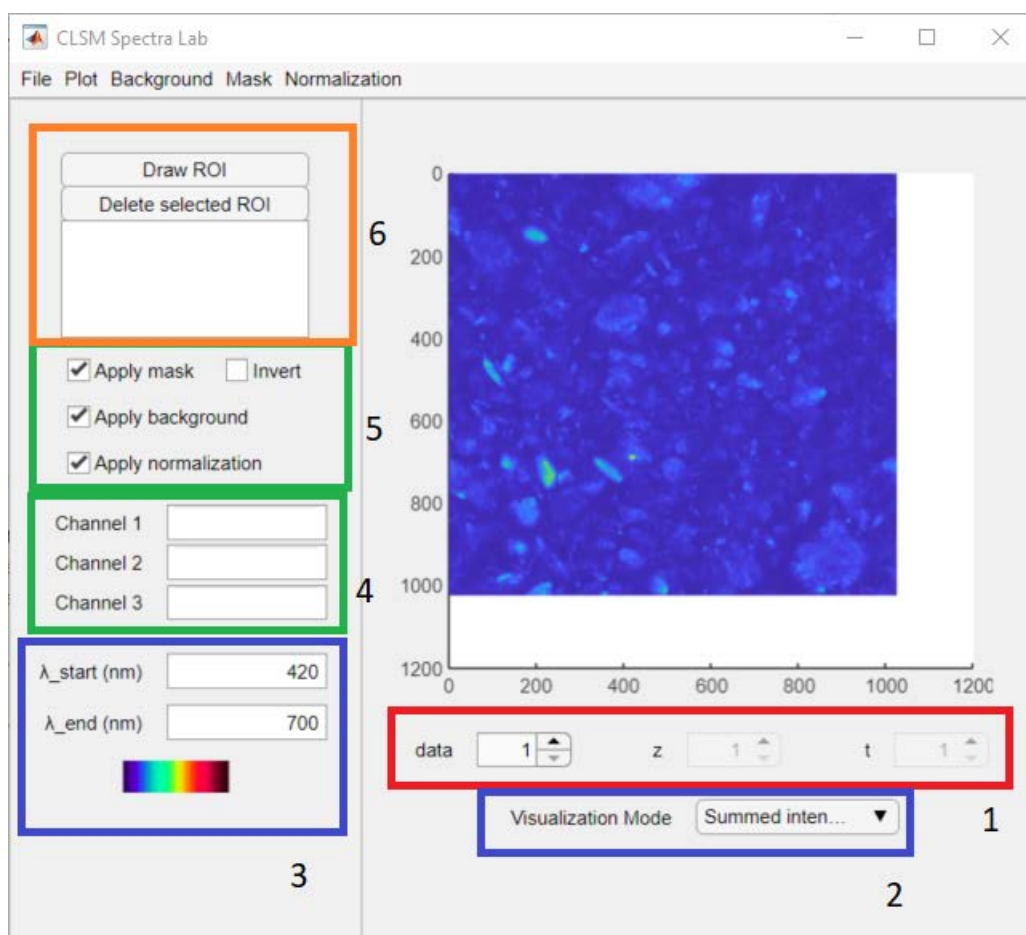 CLSM Spectra Lab
File Plot Background Mask Normalization
Draw ROI
Delete selected ROI
6
Apply mask Invert
Apply background
Apply normalization
5
Channel 1
Channel 2
Channel 3
4
λ_start (nm) 420
λ_end (nm) 700
3
0
200
400
600
800
1000
1200
0 200 400 600 800 1000 1200
data 1 z 1 t 1
1
Visualization Mode Summed inten...
2